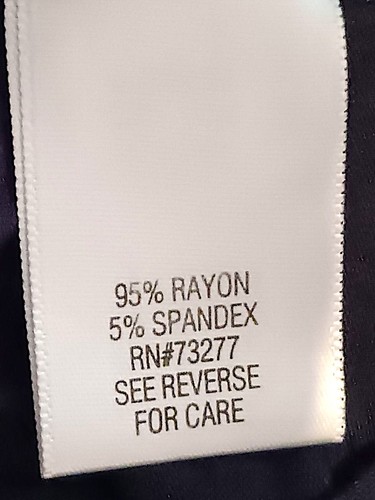 95% RAYON
5% SPANDEX
RN#73277
SEE REVERSE
FOR CARE